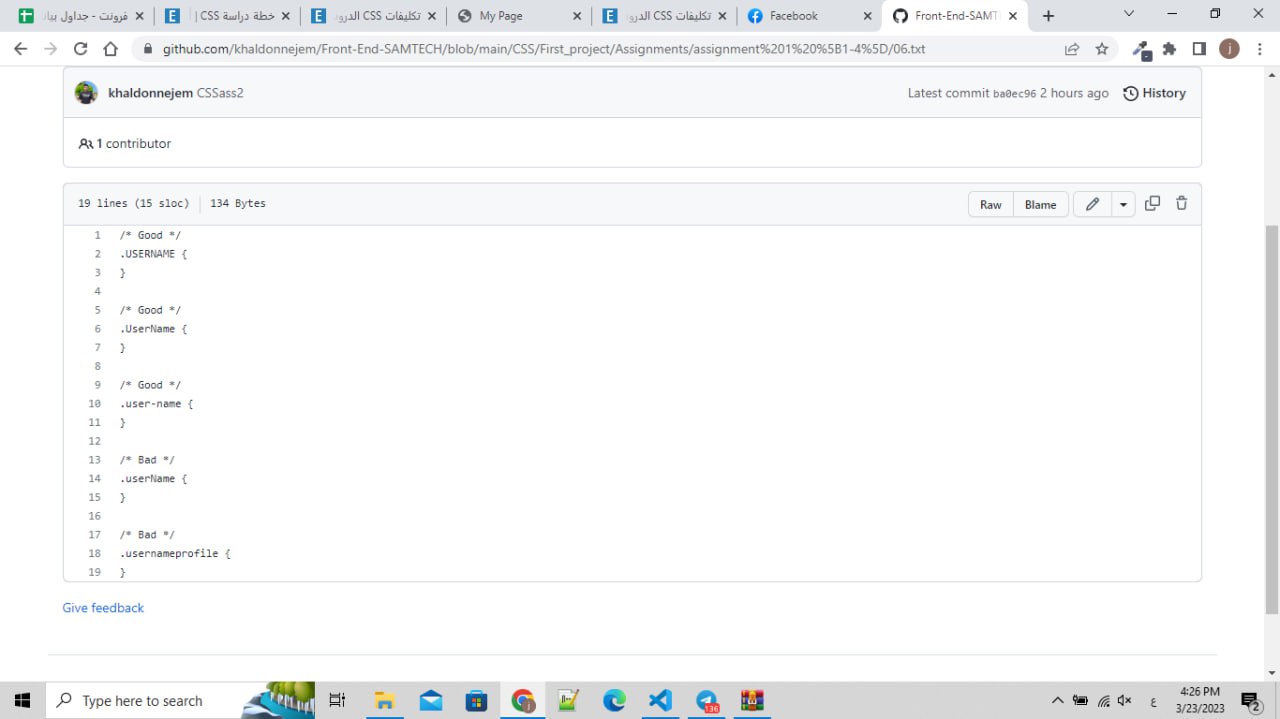 فرونت - جداول بيان
خطة دراسة CSS |
تكليفات CSS الدرور
My Page
تكليفات CSS الدرور
Facebook
Front-End-SAMT
github.com/khaldonnejem/Front-End-SAMTECH/blob/main/CSS/First_project/Assignments/assignment%201%20%5B1-4%5D/06.txt
khaldonnejem CSSass2
Latest commit ba0ec96 2 hours ago
History
1 contributor
19 lines (15 sloc)
134 Bytes
Raw
Blame
1 /* Good */
2 .USERNAME {
3 }
4
5 /* Good */
6 .UserName {
7 }
8
9 /* Good */
10 .user-name {
11 }
12
13 /* Bad */
14 .userName {
15 }
16
17 /* Bad */
18 .usernameprofile {
19 }
Give feedback
Type here to search
136
ع
4:26 PM
3/23/2023
2